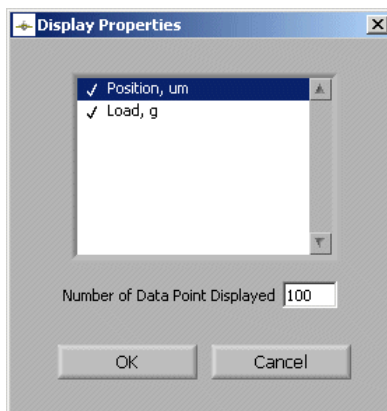 Display Properties
Position, um
Load, g
Number of Data Point Displayed 100
OK Cancel